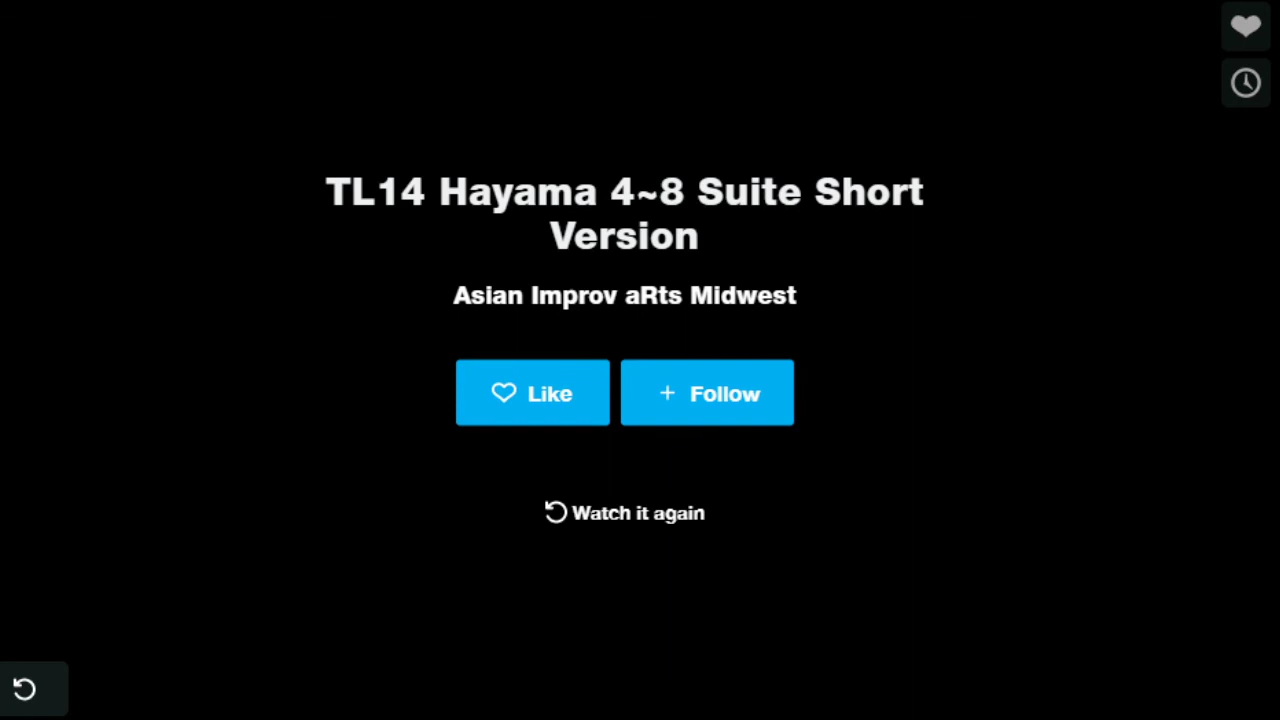 TL14 Hayama 4~8 Suite Short
Version
Asian Improv aRts Midwest
Like
Follow
Watch it again